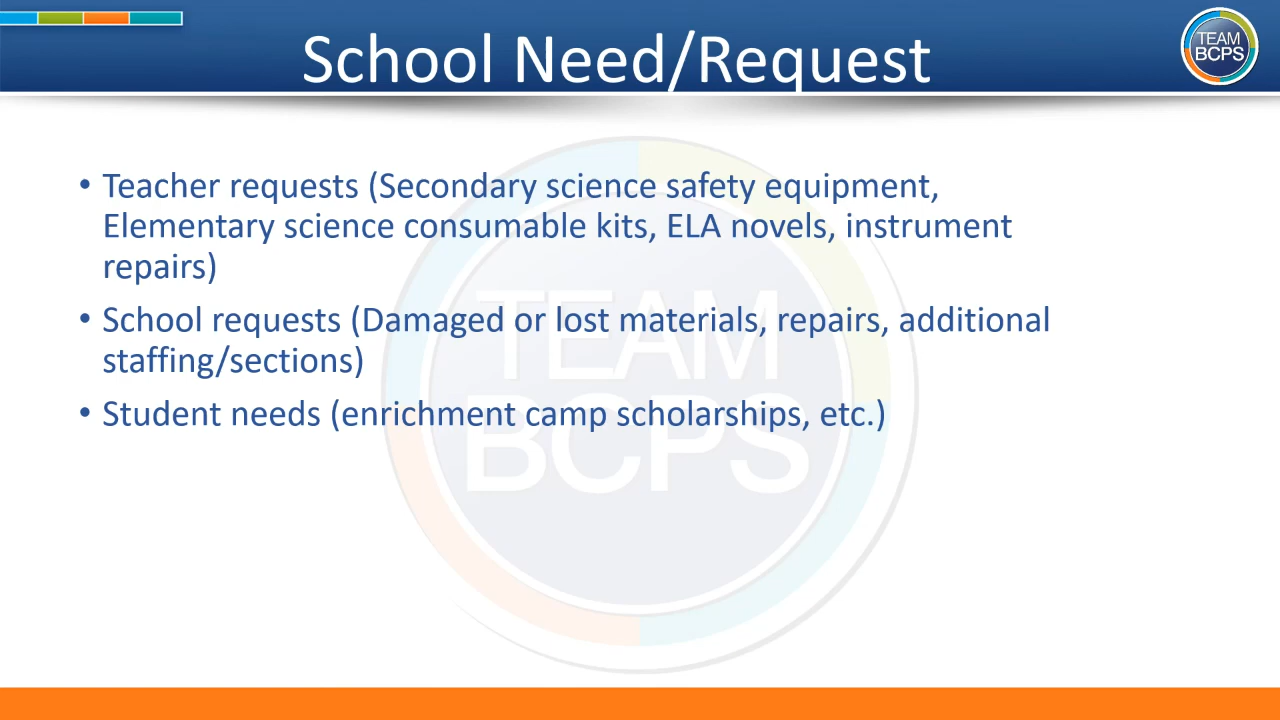 School Need/Request
TEAM
BCPS
• Teacher requests (Secondary science safety equipment,
Elementary science consumable kits, ELA novels, instrument
repairs)
• School requests (Damaged or lost materials, repairs, additional
staffing/sections)
• Student needs (enrichment camp scholarships, etc.)
TEAM
BCPS